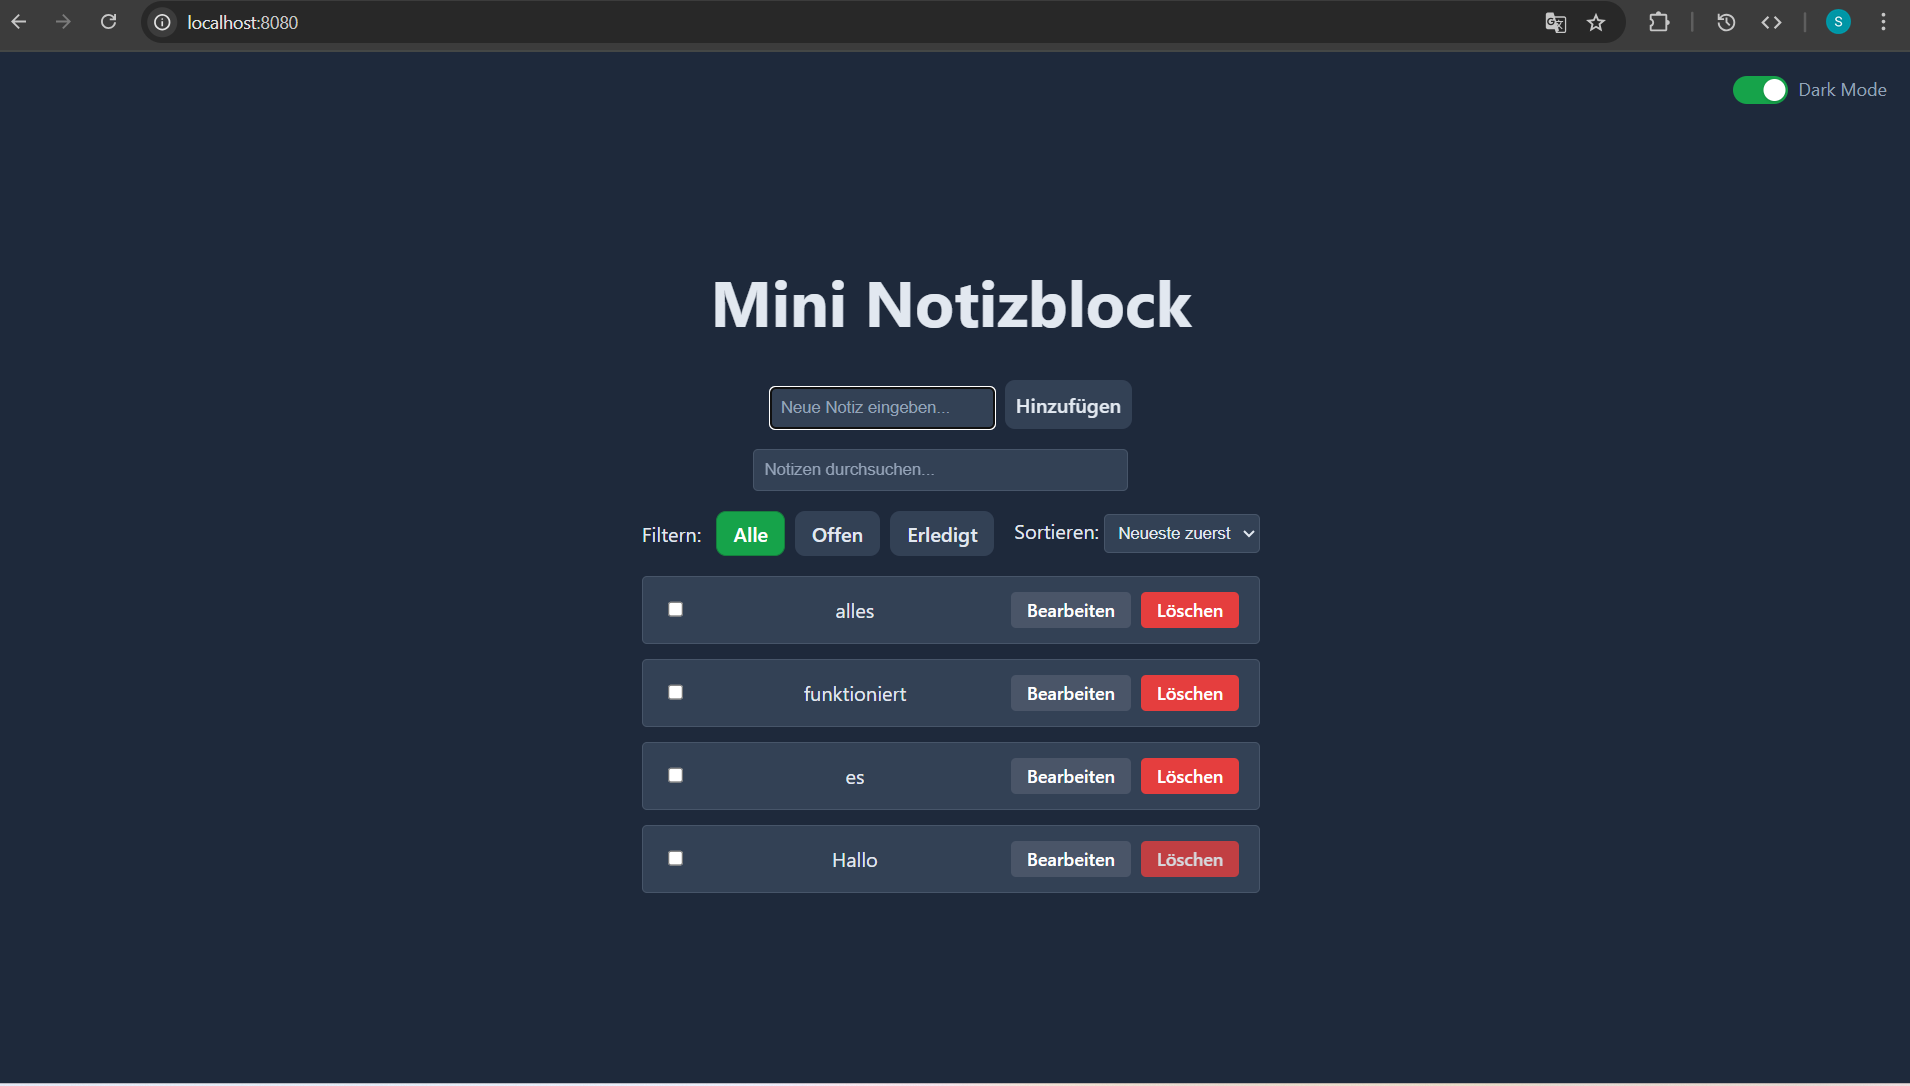 localhost:8080
S
Dark Mode
Mini Notizblock
Neue Notiz eingeben... Hinzufügen
Notizen durchsuchen...
Filtern: Alle Offen Erledigt Sortieren: Neueste zuerst
alles Bearbeiten Löschen
funktioniert Bearbeiten Löschen
es Bearbeiten Löschen
Hallo Bearbeiten Löschen